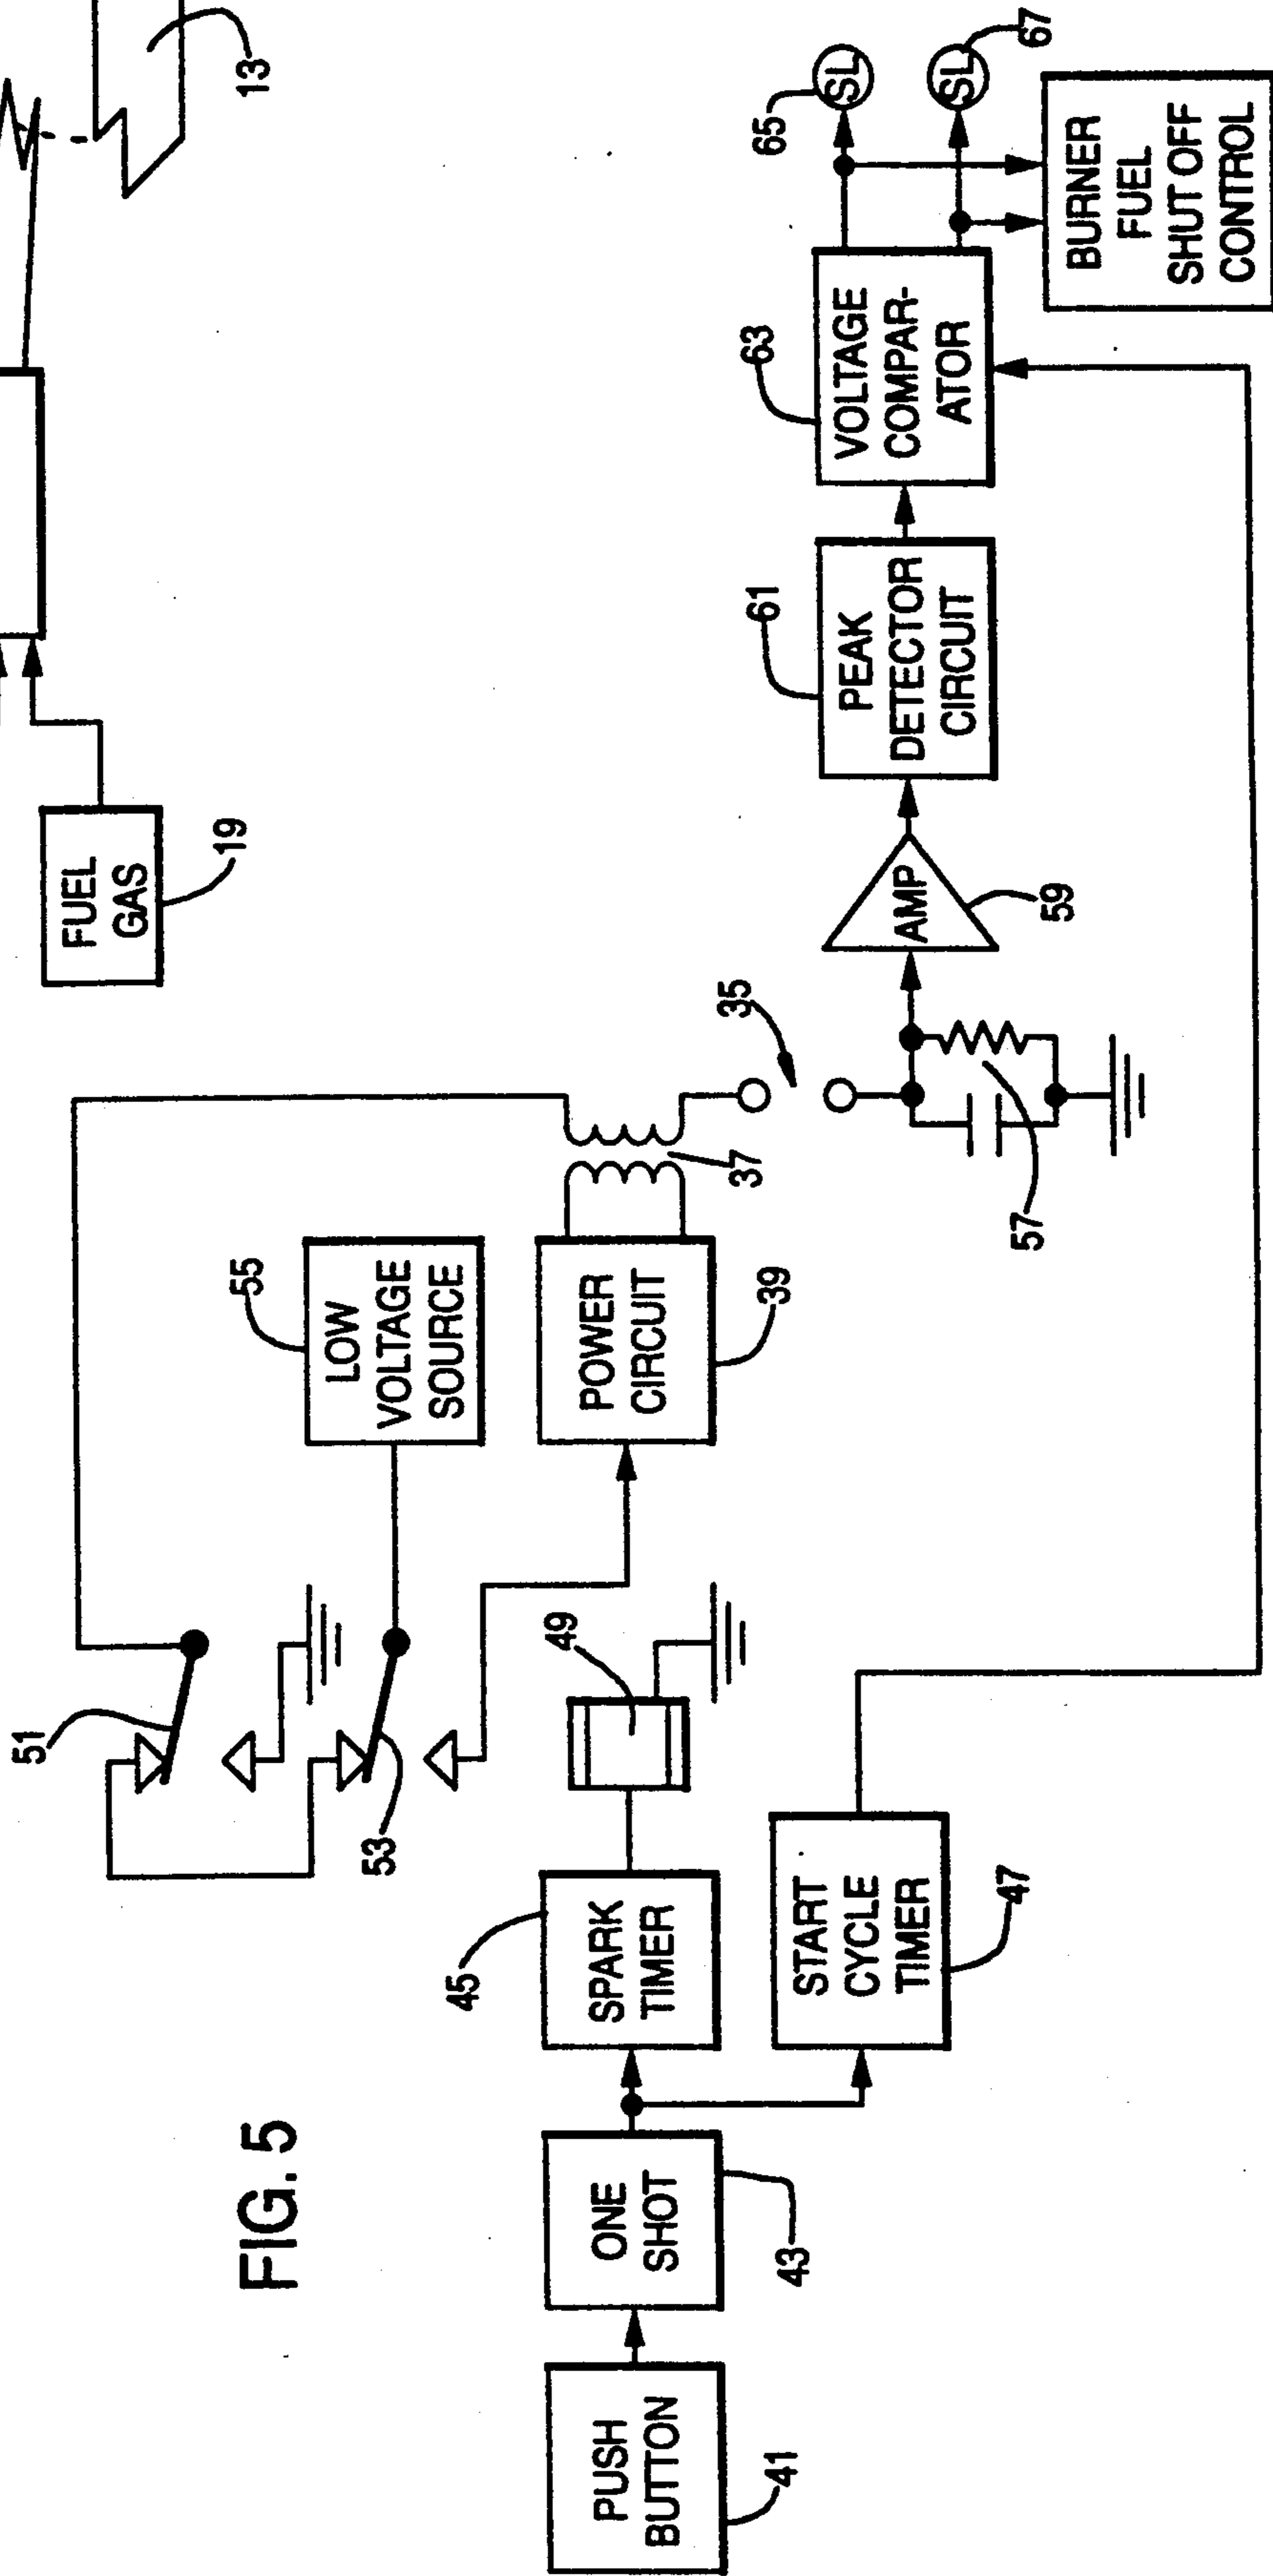 13
FUEL
GAS
19
FIG. 5
51
53
55
LOW
VOLTAGE
SOURCE
PUSH
BUTTON
41
ONE
SHOT
43
45
SPARK
TIMER
49
START
CYCLE
TIMER
47
POWER
CIRCUIT
39
37
35
57
AMP
59
61
PEAK
DETECTOR
CIRCUIT
63
VOLTAGE
COMPAR-
ATOR
65
SL
SL
67
BURNER
FUEL
SHUT OFF
CONTROL